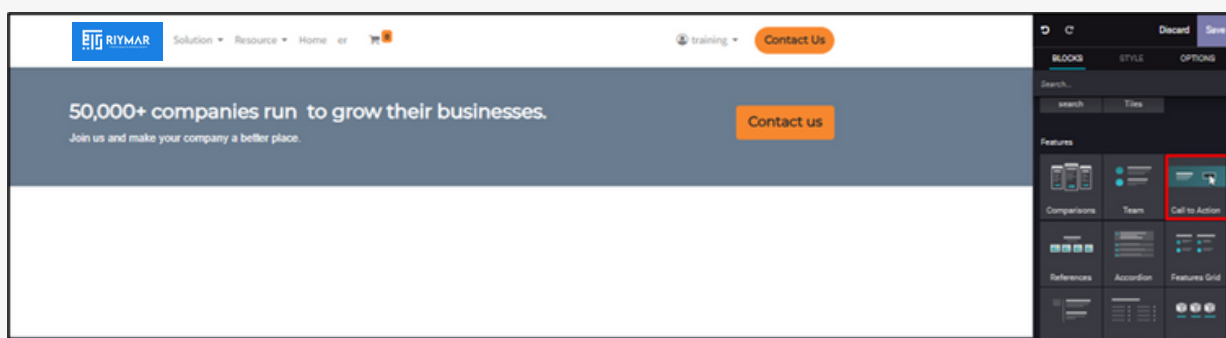 RIYMAR
Solution
Resource
Home
er
0
training
Contact Us
50,000+ companies run to grow their businesses.
Join us and make your company a better place.
Contact us
Discard
Save
BLOCKS
STYLE
OPTIONS
Search...
search
Tiles
Features
Comparisons
Team
Call to Action
References
Accordion
Features Grid